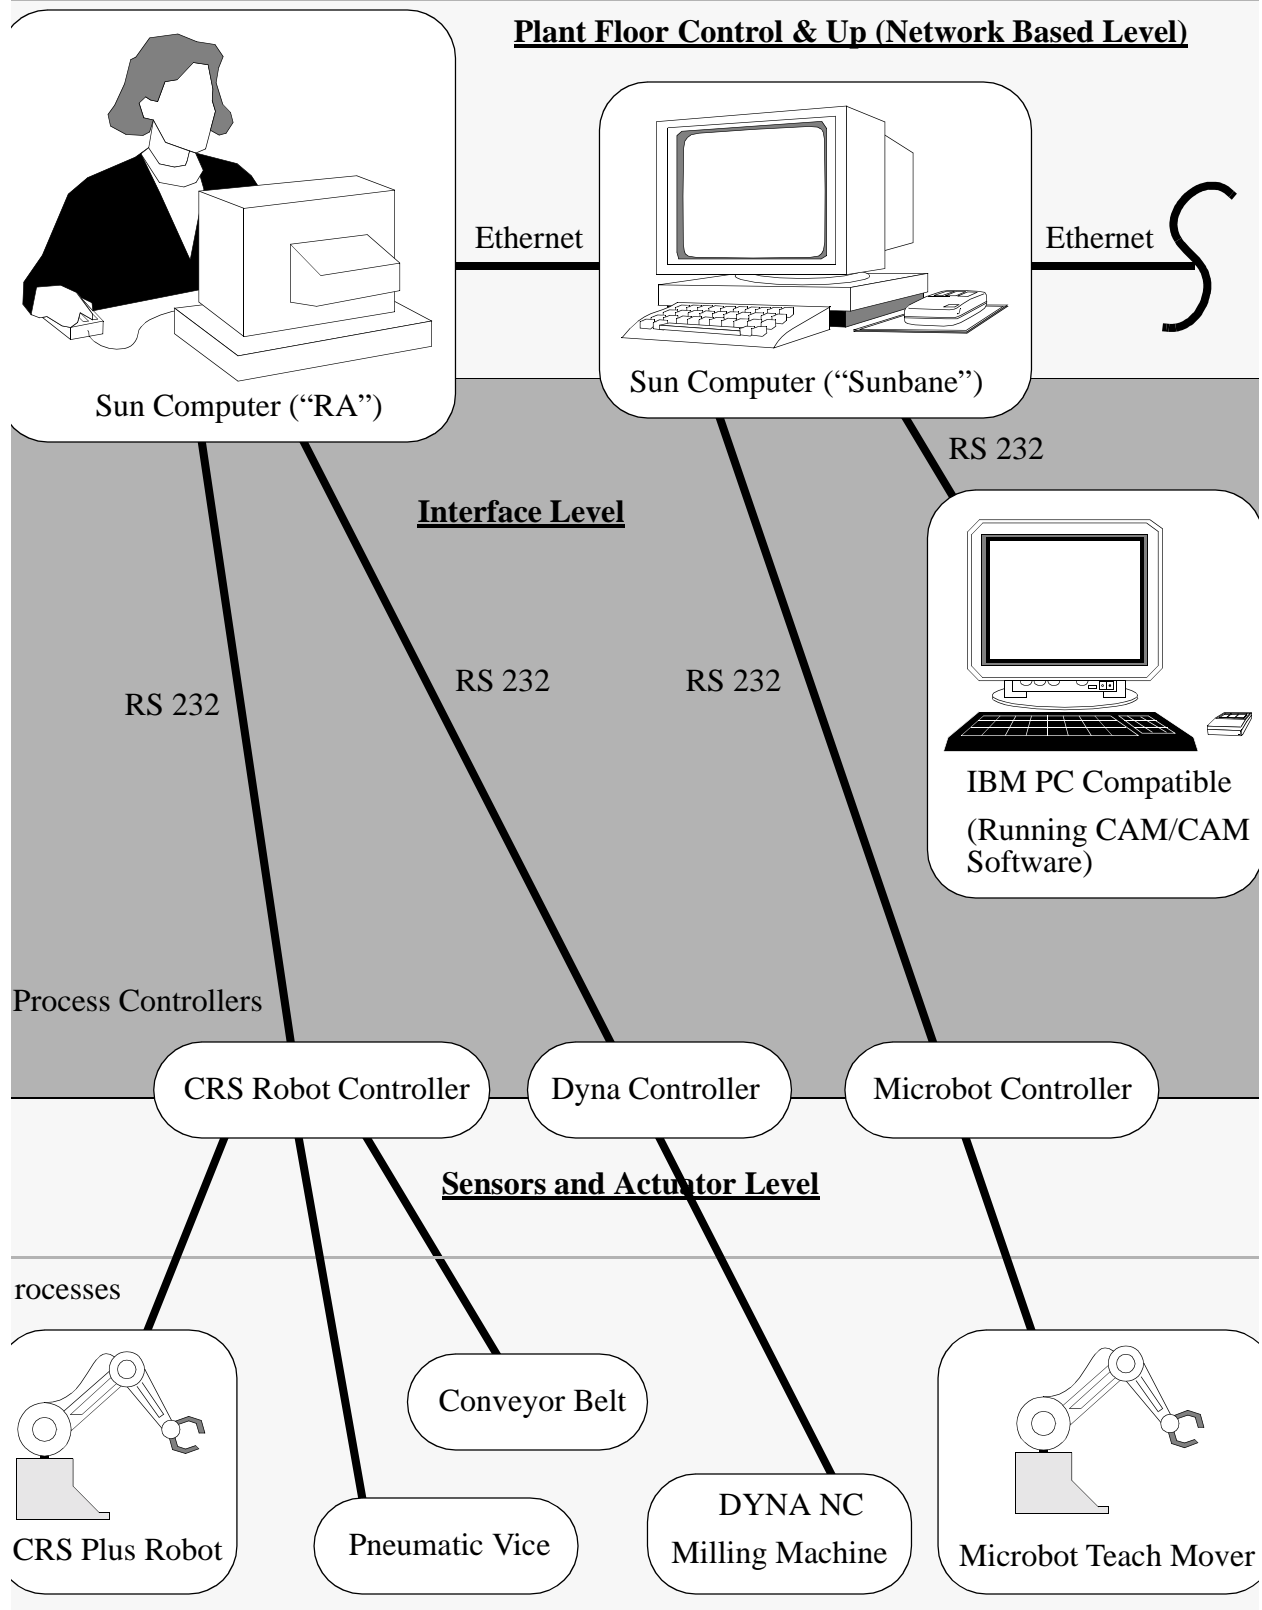 Plant Floor Control & Up (Network Based Level)
Ethernet
Ethernet
Sun Computer (“Sunbane”)
Sun Computer (“RA”)
RS 232
Interface Level
RS 232
RS 232
RS 232
IBM PC Compatible
(Running CAM/CAM
Software)
Process Controllers
CRS Robot Controller
Dyna Controller
Microbot Controller
Sensors and Actuator Level
rocesses
Conveyor Belt
DYNA NC
Milling Machine
Pneumatic Vice
CRS Plus Robot
Microbot Teach Mover